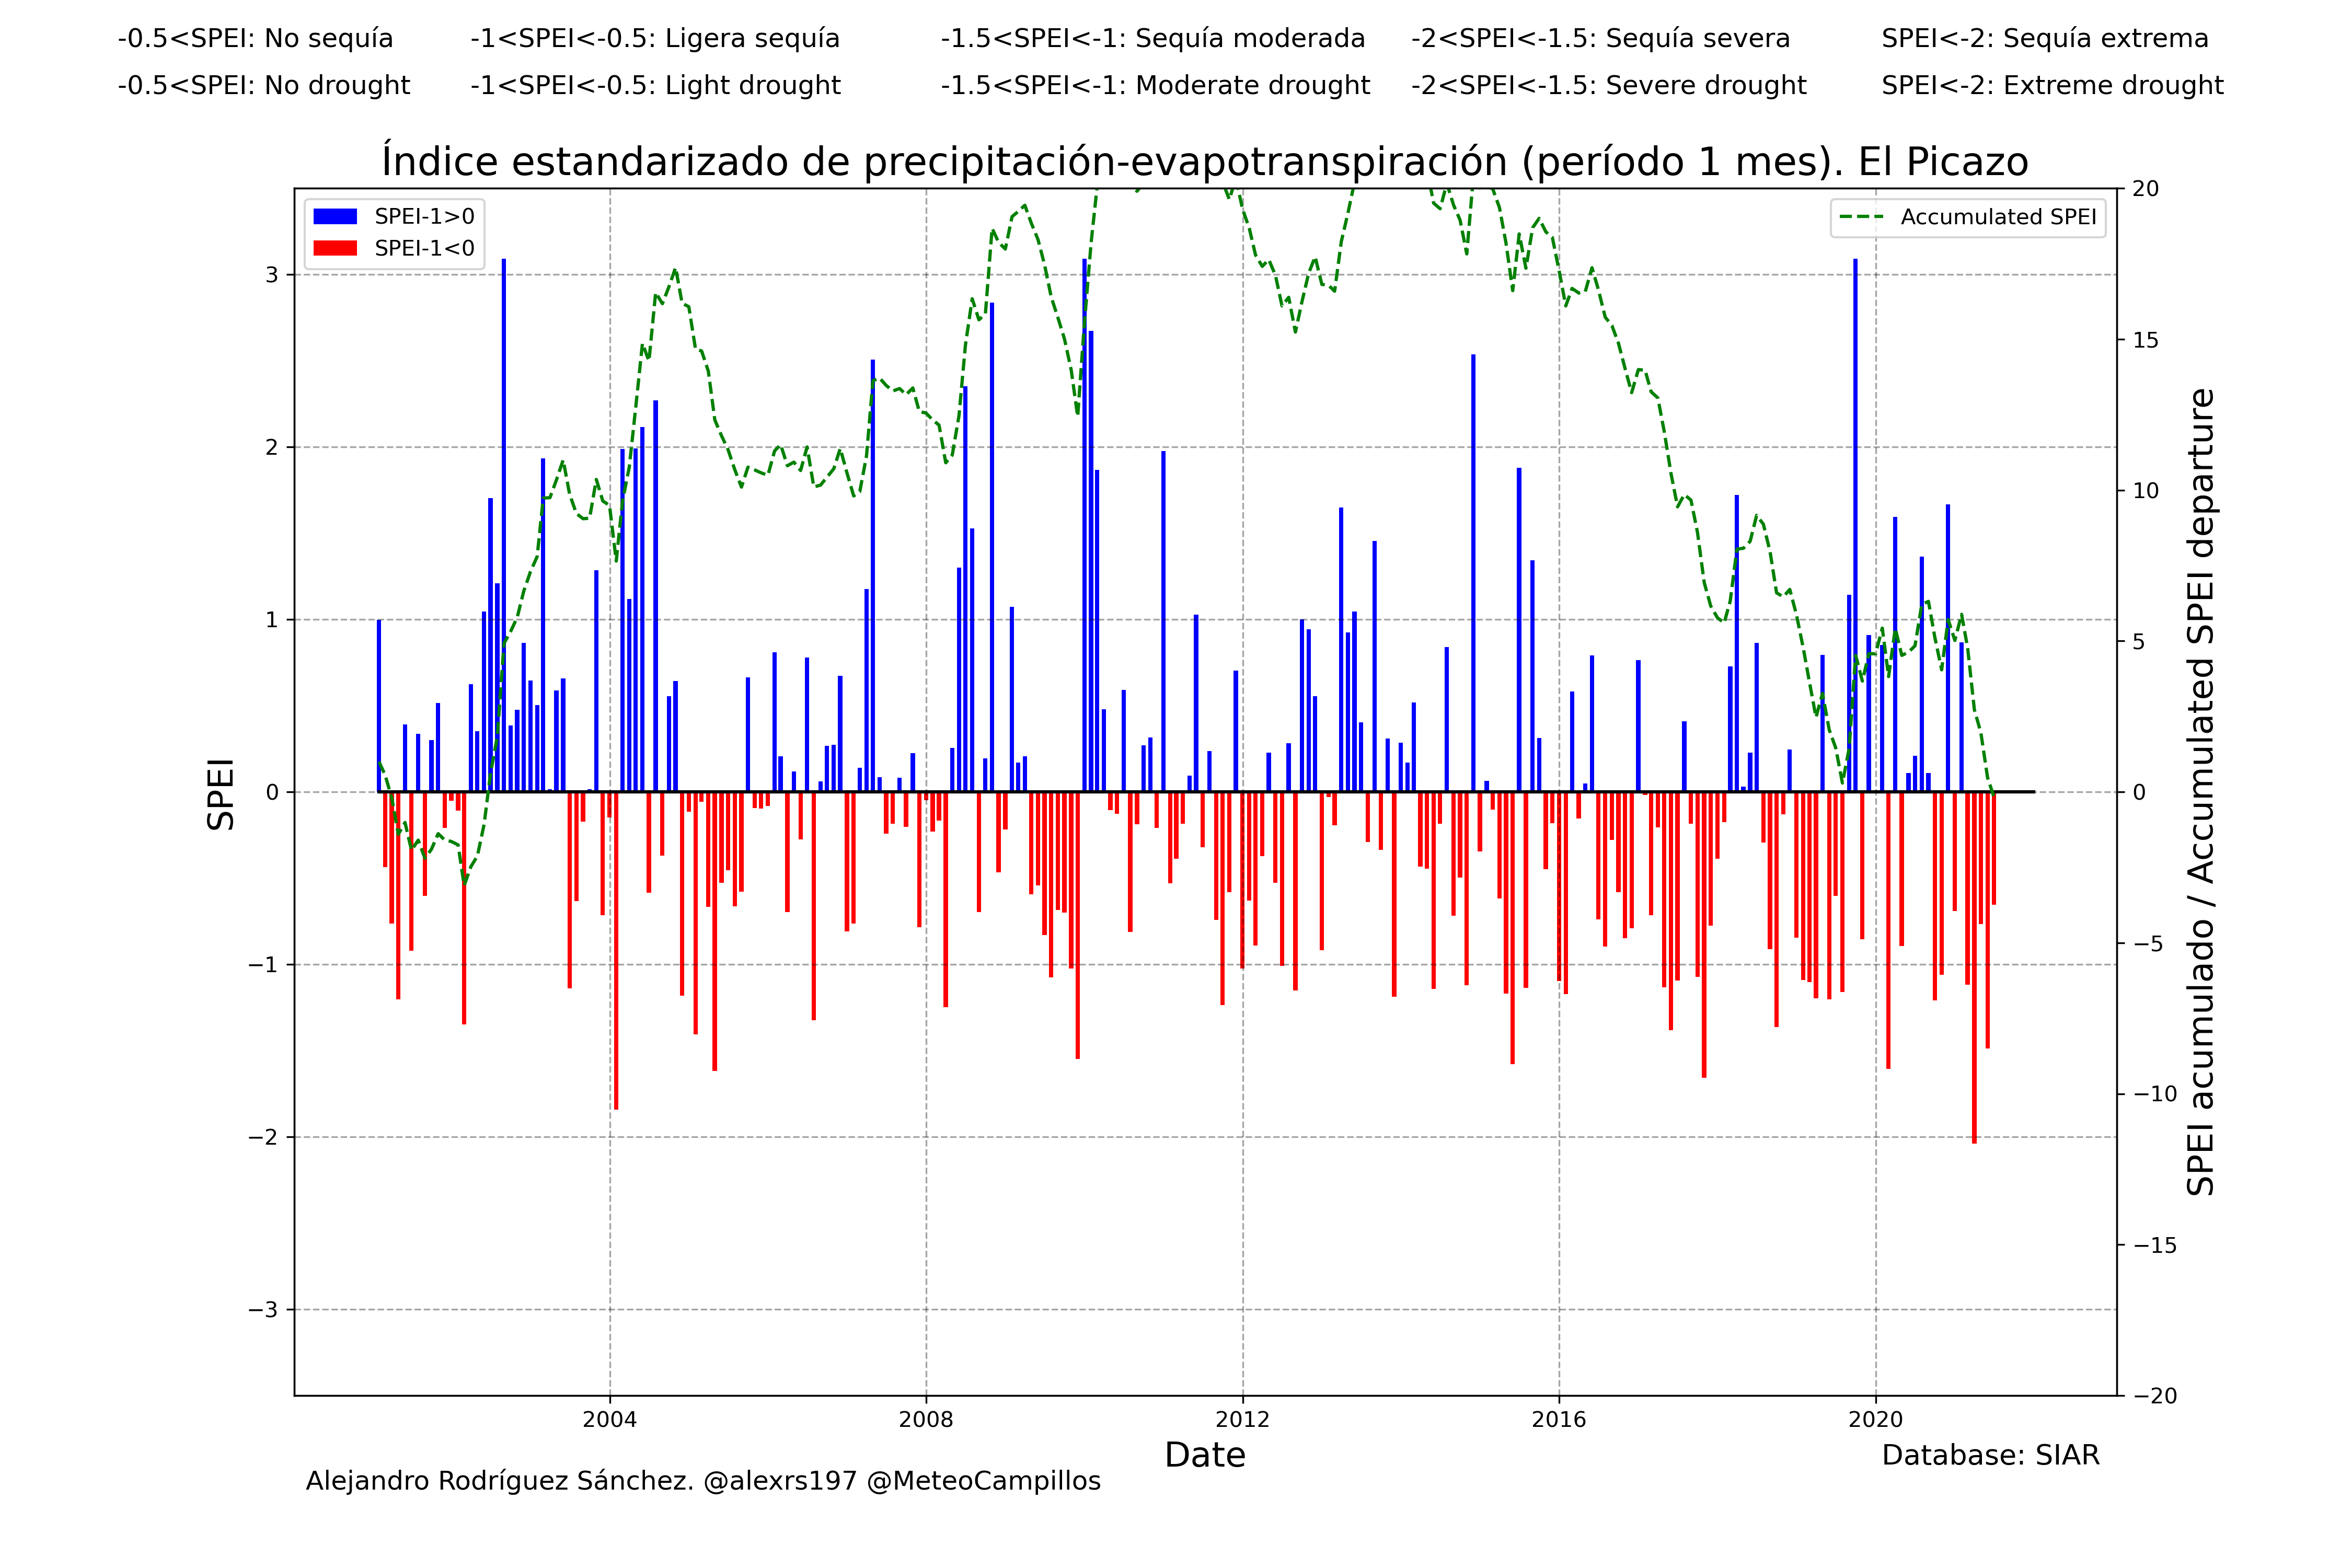 -0.5<SPEI: No sequía -1<SPEI<-0.5: Ligera sequía -1.5<SPEI<-1: Sequía moderada -2<SPEI<-1.5: Sequía severa SPEI<-2: Sequía extrema
-0.5<SPEI: No drought -1<SPEI<-0.5: Light drought -1.5<SPEI<-1: Moderate drought -2<SPEI<-1.5: Severe drought SPEI<-2: Extreme drought
Índice estandarizado de precipitación-evapotranspiración (período 1 mes). El Picazo
SPEI-1>0
SPEI-1<0
Accumulated SPEI
SPEI
3
2
1
0
−1
−2
−3
20
15
10
5
0
−5
−10
−15
−20
SPEI acumulado / Accumulated SPEI departure
2004 2008 2012 2016 2020
Date
Database: SIAR
Alejandro Rodríguez Sánchez. @alexrs197 @MeteoCampillos